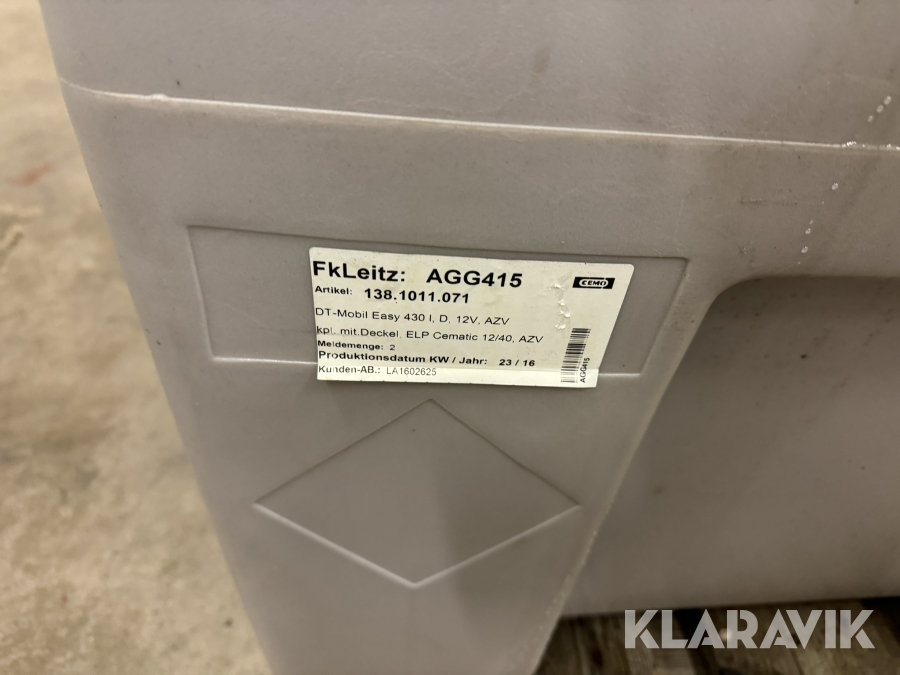 FkLeitz: AGG415
CEMO
Artikel: 138.1011.071
DT-Mobil Easy 430 l, D, 12V, AZV
kpl. mit.Deckel, ELP Cematic 12/40, AZV
Meldemenge: 2
Produktionsdatum KW / Jahr: 23 / 16
Kunden-AB.: LA1602625
AGG415
KLARAVIK